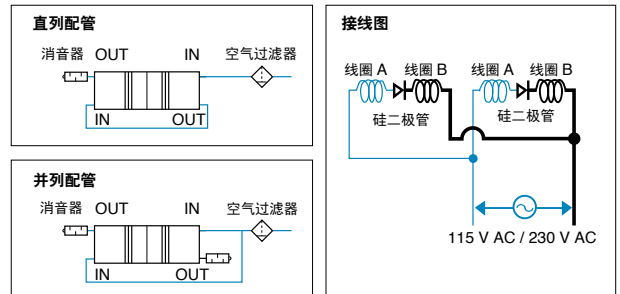 直列配管
消音器 OUT IN 空气过滤器
IN OUT
并列配管
消音器 OUT IN 空气过滤器
IN OUT
接线图
线圈 A 线圈 B 线圈 A 线圈 B
硅二极管 硅二极管
115 V AC / 230 V AC